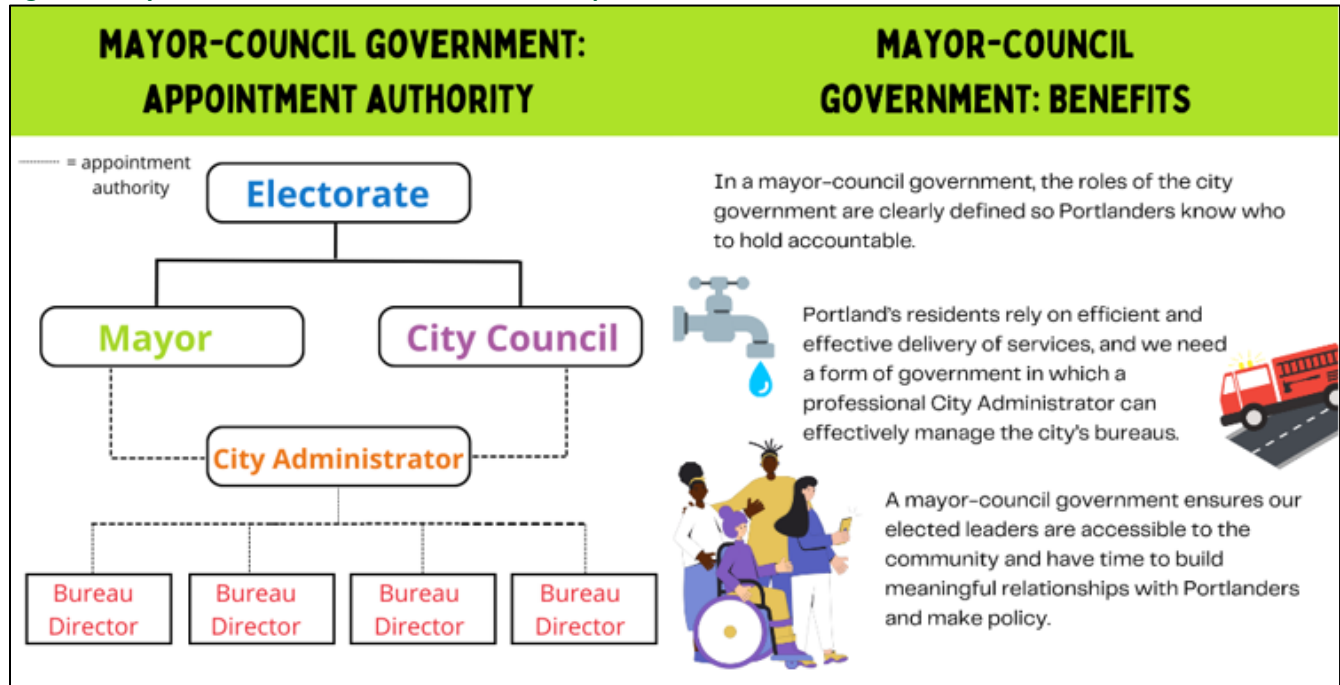 MAYOR-COUNCIL GOVERNMENT:
APPOINTMENT AUTHORITY
= appointment
authority
Electorate
Mayor
City Council
City Administrator
Bureau
Director
Bureau
Director
Bureau
Director
Bureau
Director
MAYOR-COUNCIL
GOVERNMENT: BENEFITS
In a mayor-council government, the roles of the city
government are clearly defined so Portlanders know who
to hold accountable.
Portland's residents rely on efficient and
effective delivery of services, and we need
a form of government in which a
professional City Administrator can
effectively manage the city's bureaus.
A mayor-council government ensures our
elected leaders are accessible to the
community and have time to build
meaningful relationships with Portlanders
and make policy.